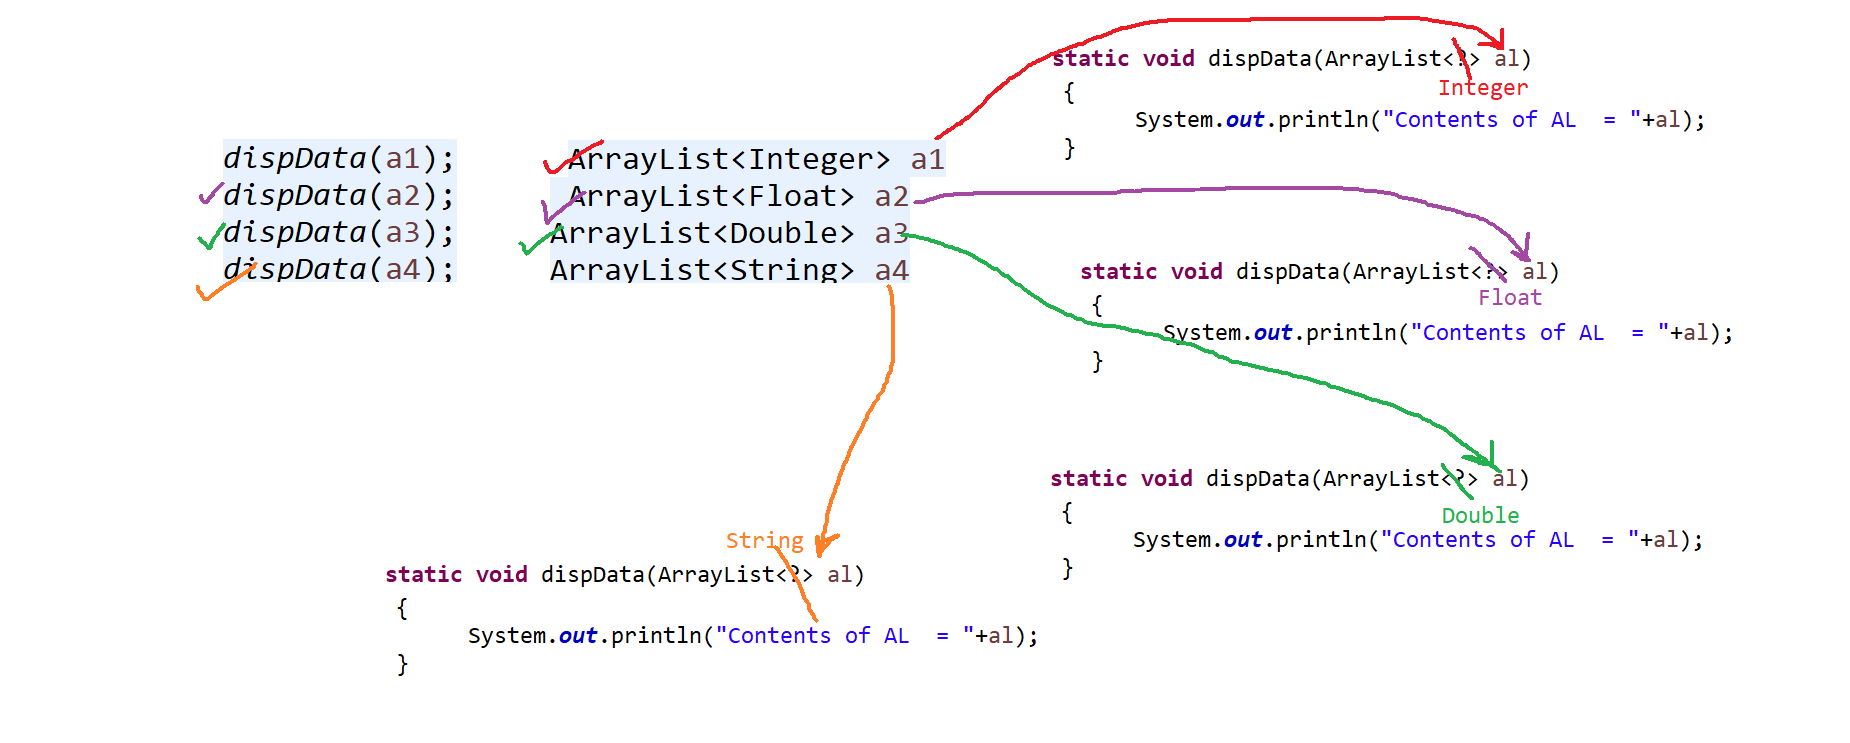 dispData(a1);
dispData(a2);
dispData(a3);
dispData(a4);
ArrayList<Integer> a1
ArrayList<Float> a2
ArrayList<Double> a3
ArrayList<String> a4
static void dispData(ArrayList<?> al)
Integer
{
System.out.println("Contents of AL  = "+al);
}
static void dispData(ArrayList<?> al)
Float
{
System.out.println("Contents of AL  = "+al);
}
static void dispData(ArrayList<?> al)
Double
{
System.out.println("Contents of AL  = "+al);
}
String
static void dispData(ArrayList<?> al)
{
System.out.println("Contents of AL  = "+al);
}